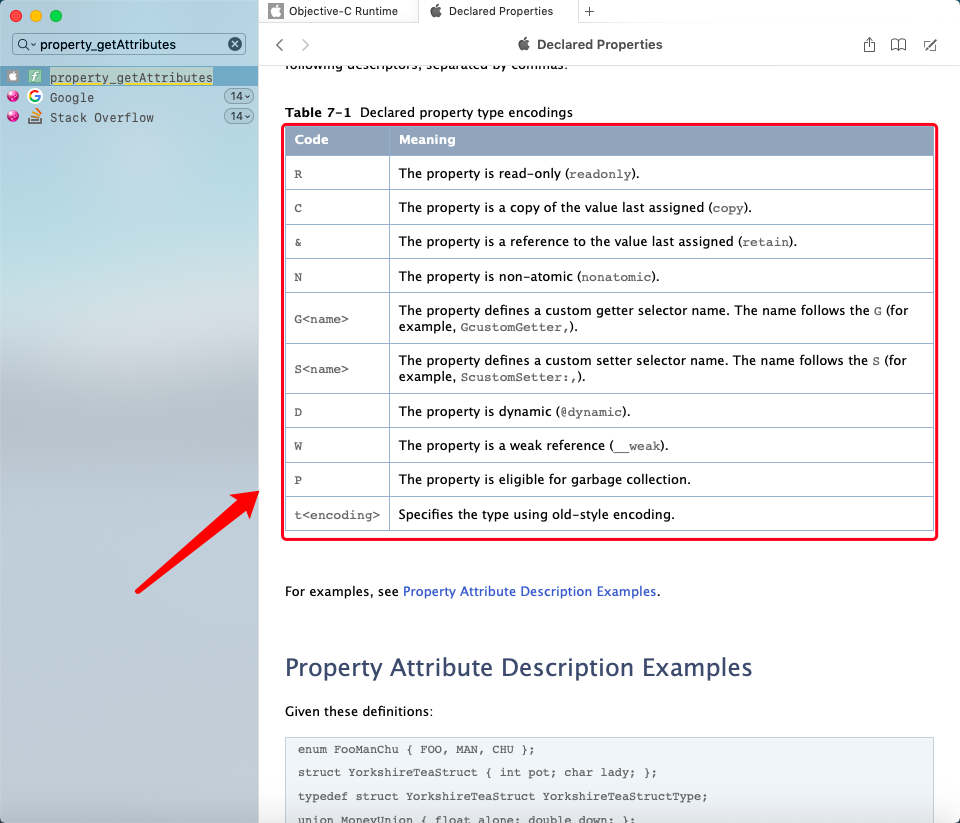 Objective-C Runtime
Declared Properties
+
property_getAttributes
Declared Properties
property_getAttributes
Google 14
Stack Overflow 14
following descriptors, separated by commas:
Table 7-1 Declared property type encodings
Code Meaning
R The property is read-only (readonly).
C The property is a copy of the value last assigned (copy).
& The property is a reference to the value last assigned (retain).
N The property is non-atomic (nonatomic).
G<name> The property defines a custom getter selector name. The name follows the G (for
example, GcustomGetter,).
S<name> The property defines a custom setter selector name. The name follows the S (for
example, ScustomSetter:,).
D The property is dynamic (@dynamic).
W The property is a weak reference (__weak).
P The property is eligible for garbage collection.
t<encoding> Specifies the type using old-style encoding.
For examples, see Property Attribute Description Examples.
Property Attribute Description Examples
Given these definitions:
enum FooManChu { FOO, MAN, CHU };
struct YorkshireTeaStruct { int pot; char lady; };
typedef struct YorkshireTeaStruct YorkshireTeaStructType;
union MoneyUnion { float alone; double down; };